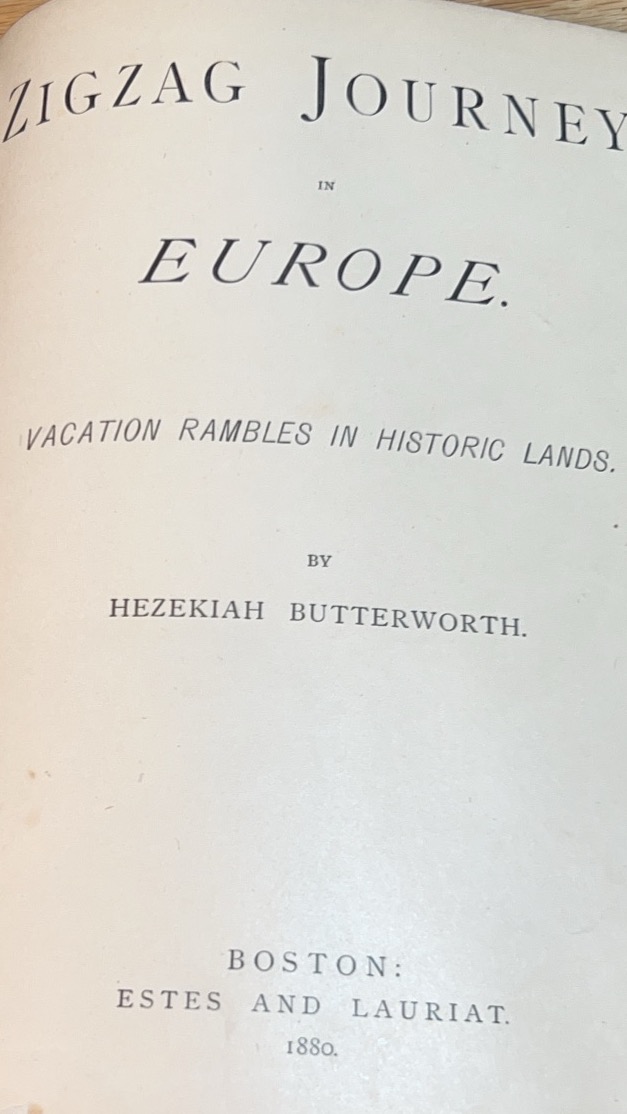 ZIGZAG JOURNEY
IN
EUROPE.
VACATION RAMBLES IN HISTORIC LANDS.
BY
HEZEKIAH BUTTERWORTH.
BOSTON:
ESTES AND LAURIAT.
1880.